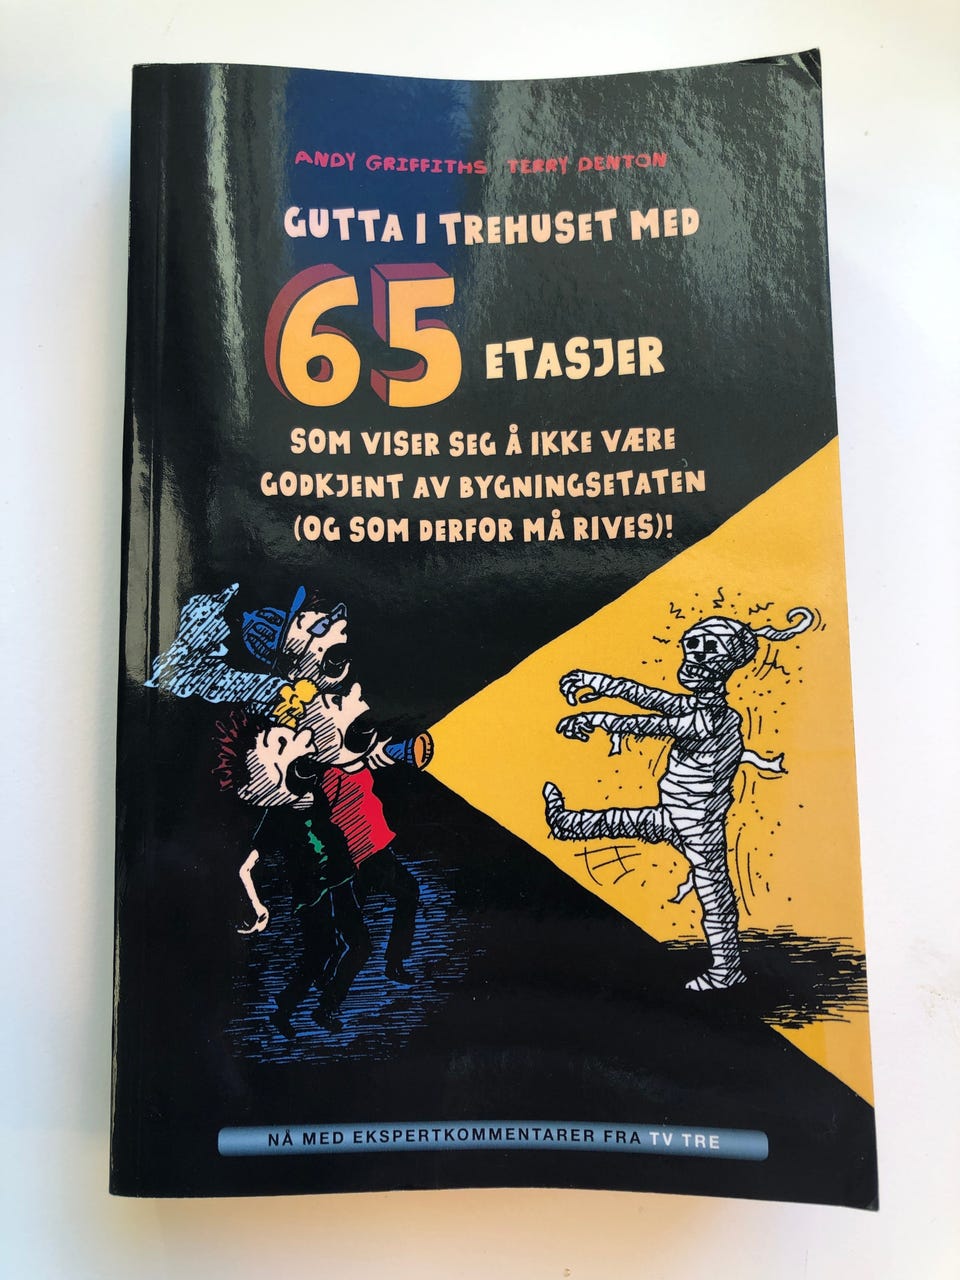 ANDY GRIFFITHS TERRY DENTON
GUTTA I TREHUSET MED
65 ETASJER
SOM VISER SEG Å IKKE VÆRE
GODKJENT AV BYGNINGSETATEN
(OG SOM DERFOR MÅ RIVES)!
NÅ MED EKSPERTKOMMENTARER FRA TV TRE